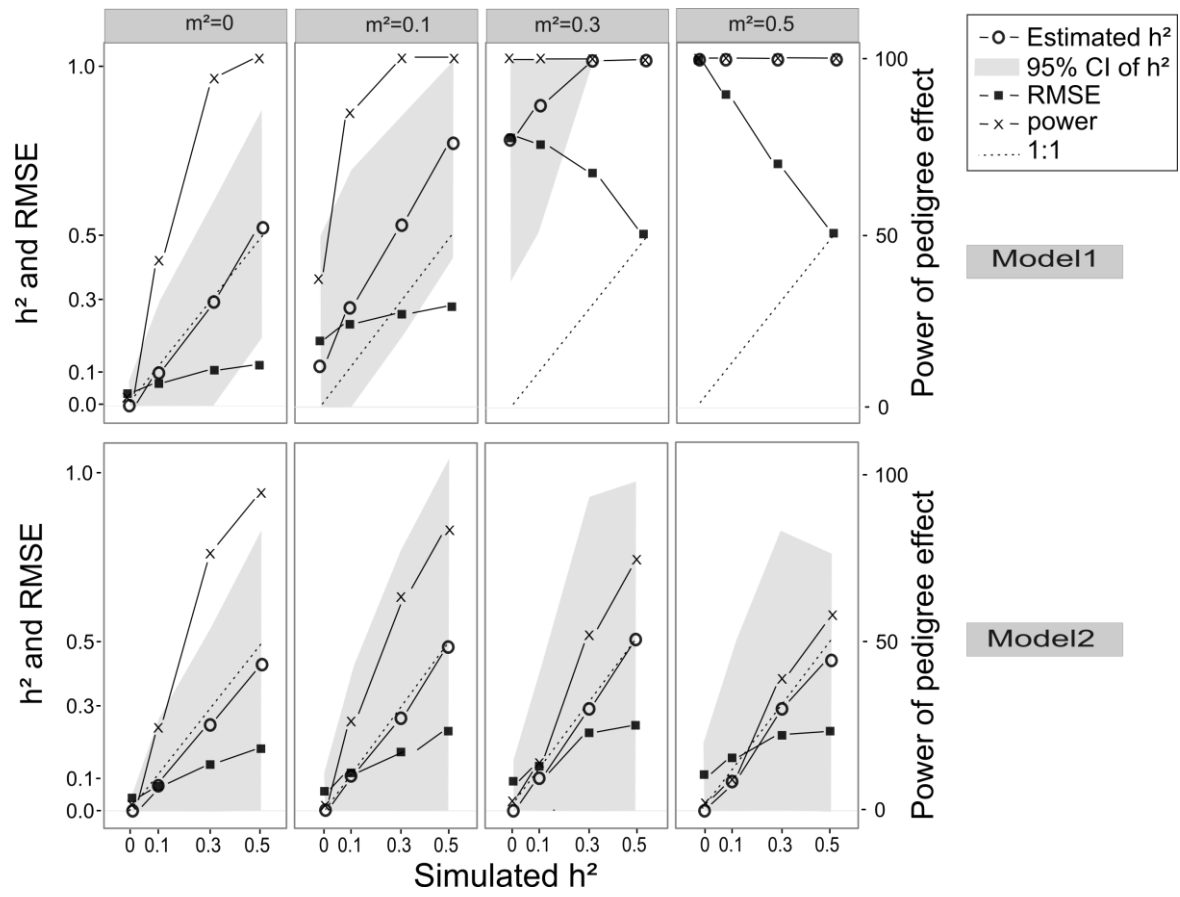 m²=0
m²=0.1
m²=0.3
m²=0.5
1.0
0.5
0.3
0.1
0.0
h² and RMSE
100
50
0
Power of pedigree effect
Estimated h²
95% CI of h²
RMSE
power
1:1
Model1
1.0
0.5
0.3
0.1
0.0
h² and RMSE
100
50
0
Power of pedigree effect
Model2
0 0.1 0.3 0.5
0 0.1 0.3 0.5
0 0.1 0.3 0.5
0 0.1 0.3 0.5
Simulated h²